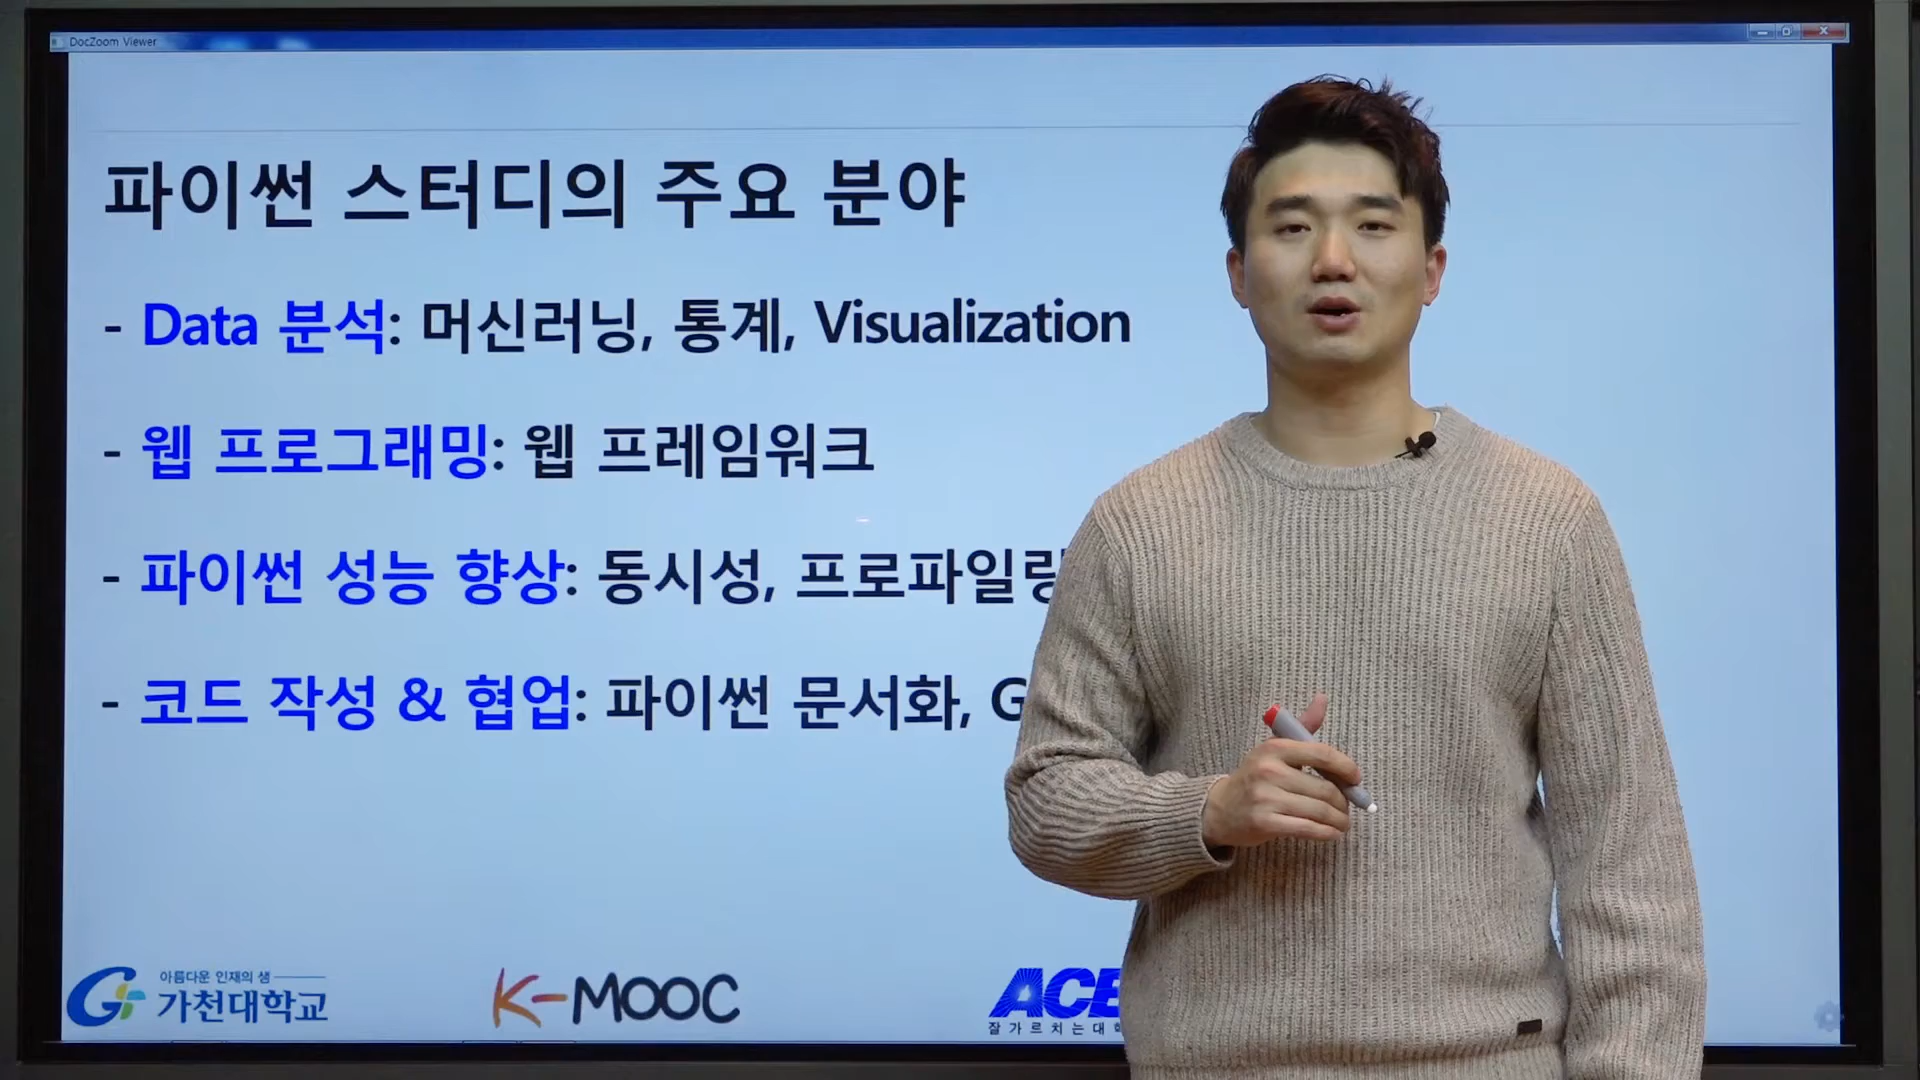 DocZoom Viewer
파이썬 스터디의 주요 분야
- Data 분석: 머신러닝, 통계, Visualization
- 웹 프로그래밍: 웹 프레임워크
- 파이썬 성능 향상: 동시성, 프로파일링
- 코드 작성 & 협업: 파이썬 문서화,
아름다운 인재의 샘
가천대학교
K-MOOC
ACE
잘 가르치는 대학